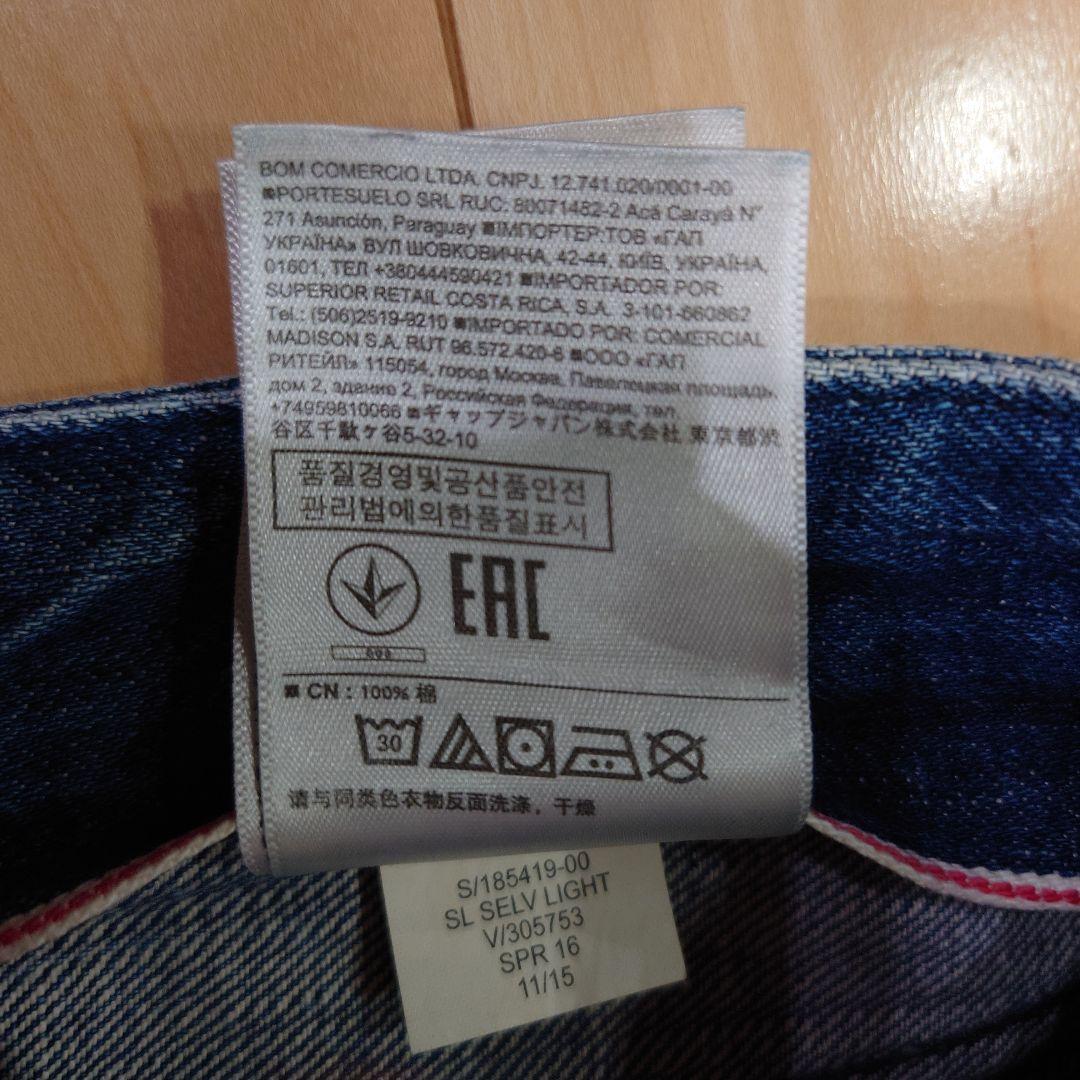 BOM COMERCIO LTDA. CNPJ. 12.741.020/0001-00
■PORTESUELO SRL RUC: 80071482-2 Acá Carayá N°
271 Asunción, Paraguay ■ІМПОРТЕР:ТОВ «ГАП
УКРАЇНА» ВУЛ ШОВКОВИЧНА, 42-44, КИЇВ, УКРАЇНА,
01601, ТЕЛ +380444590421 ■IMPORTADOR POR:
SUPERIOR RETAIL COSTA RICA, S.A. 3-101-660862
Tel.: (506)2519-9210 ■IMPORTADO POR: COMERCIAL
MADISON S.A. RUT 96.572.420-8 ■ООО «ГАП
РИТЕЙЛ» 115054, город Москва, Павелецкая площадь,
дом 2, здание 2, Российская Федерация, тел.
+74959810066 ■ギャップジャパン株式会社 東京都渋
谷区千駄ケ谷5-32-10
품질경영및공산품안전
관리법에의한품질표시
EAC
■ CN : 100% 棉
30
请与同类色衣物反面洗涤，干燥
S/185419-00
SL SELV LIGHT
V/305753
SPR 16
11/15